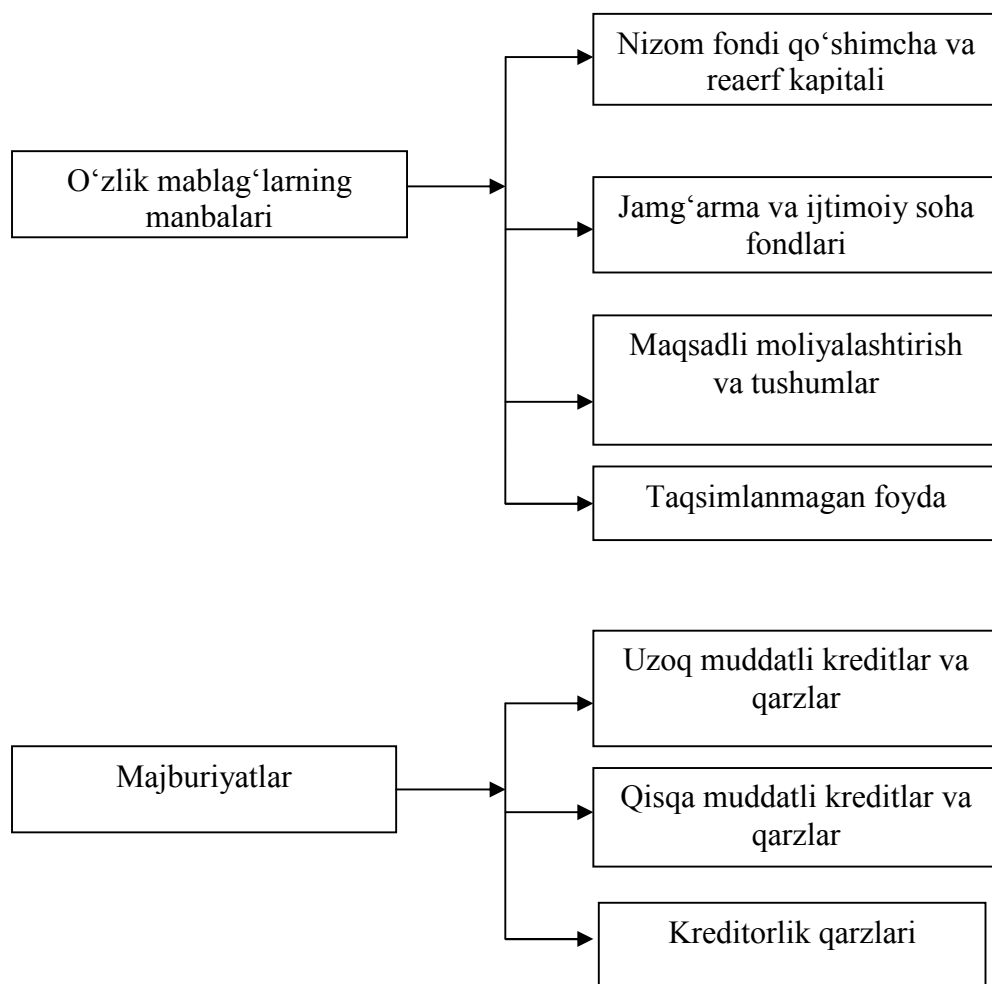 O‘zlik mablag‘larning
manbalari
Nizom fondi qo‘shimcha va
reaerf kapitali
Jamg‘arma va ijtimoiy soha
fondlari
Maqsadli moliyalashtirish
va tushumlar
Taqsimlanmagan foyda
Majburiyatlar
Uzoq muddatli kreditlar va
qarzlar
Qisqa muddatli kreditlar va
qarzlar
Kreditorlik qarzlari